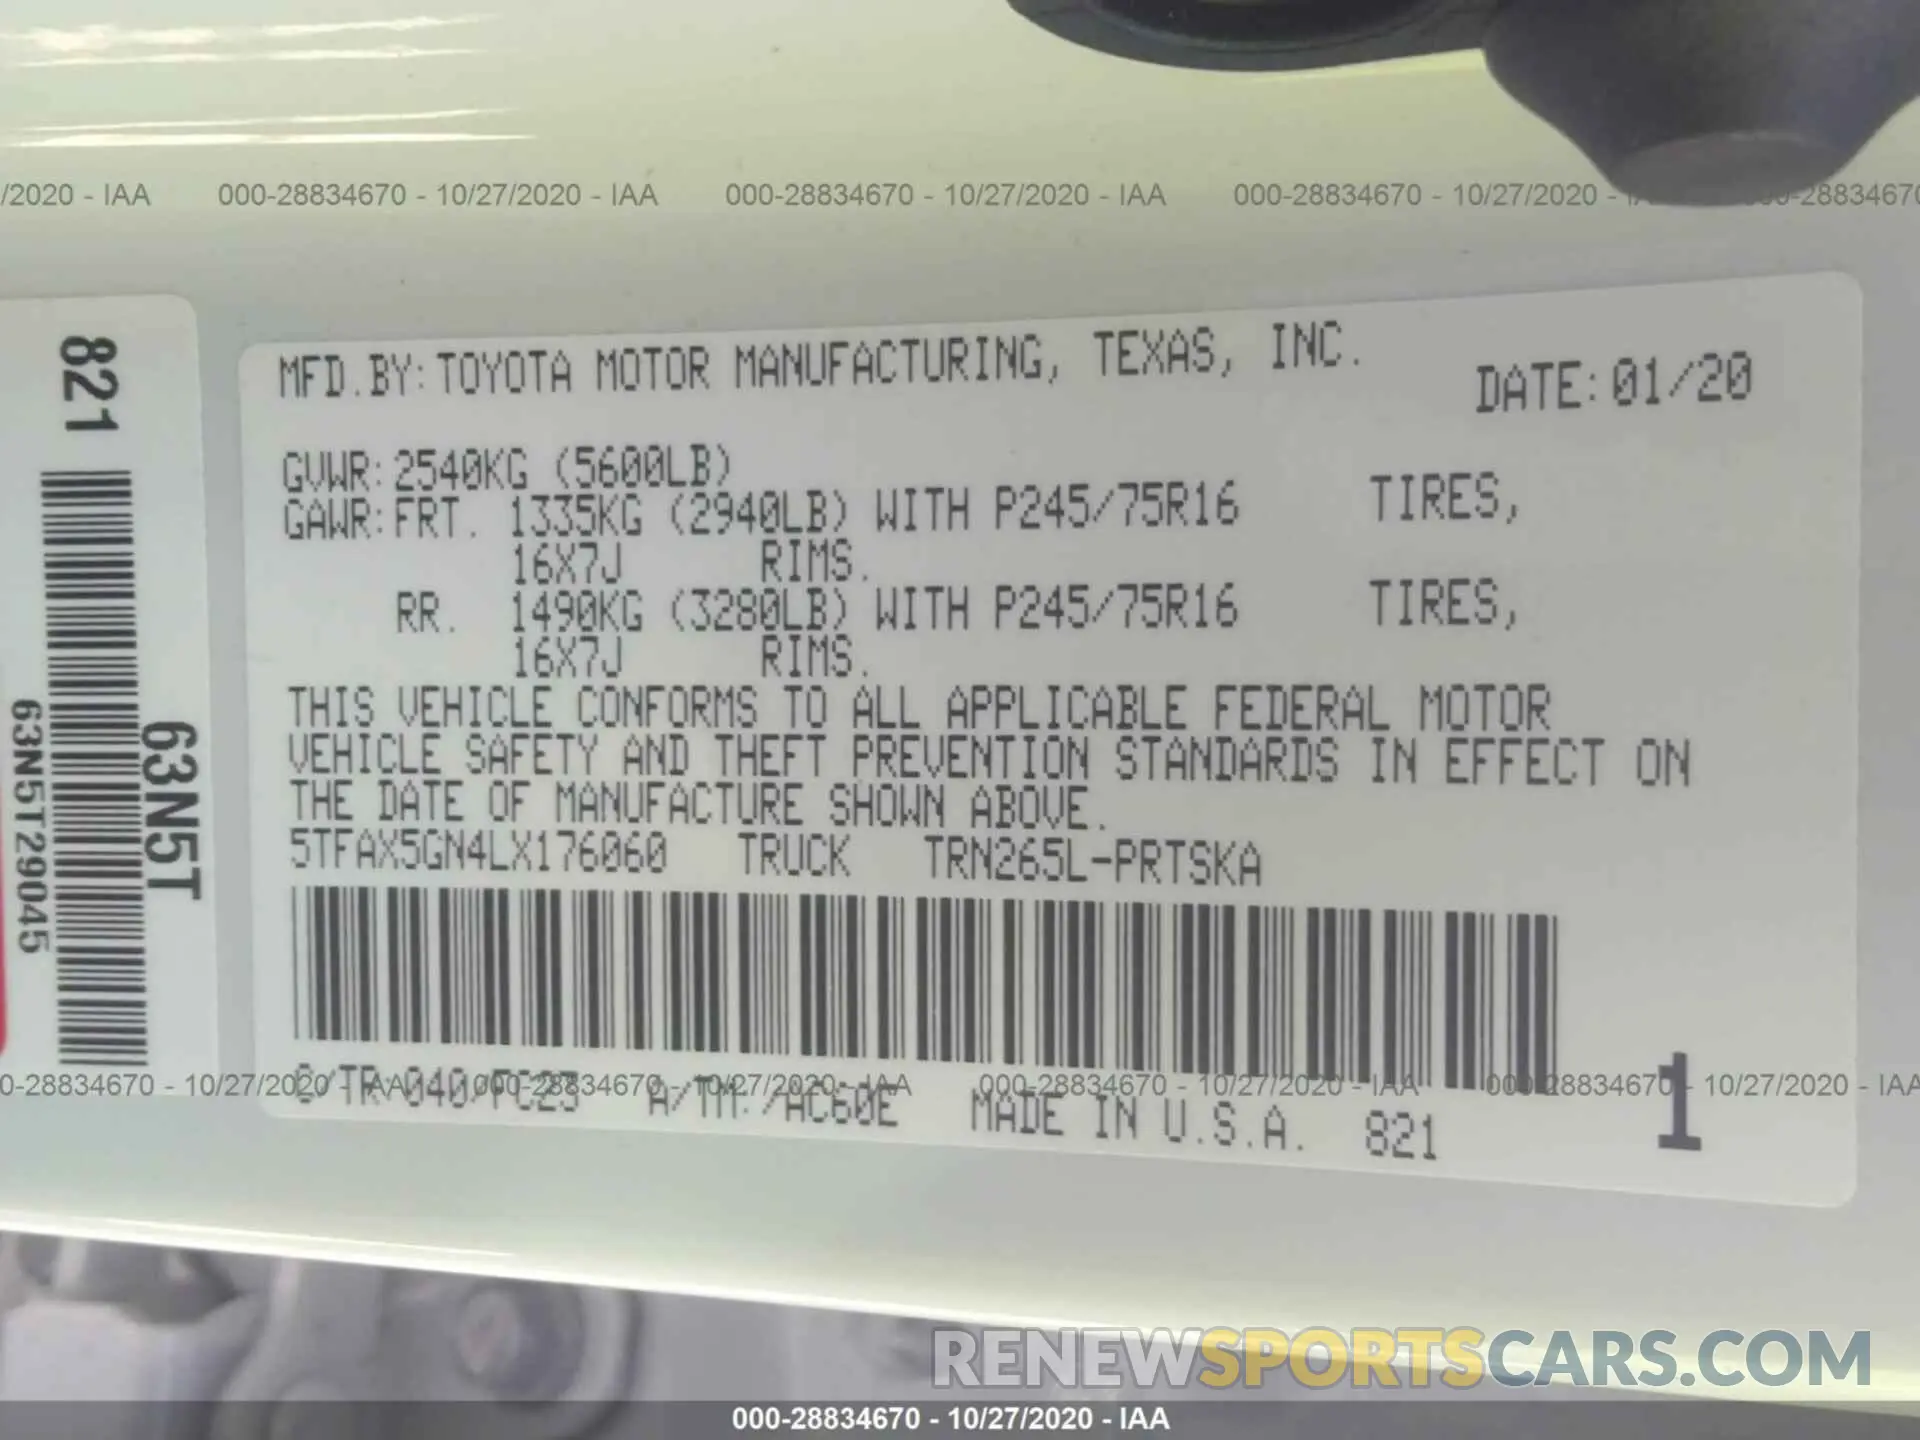 /2020 - IAA 000-28834670 - 10/27/2020 - IAA 000-28834670 - 10/27/2020 - IAA 000-28834670 - 10/27/2020 - 28834670
821
63N5T
63N5T29045
MFD.BY:TOYOTA MOTOR MANUFACTURING, TEXAS, INC. DATE:01/20
GVWR:2540KG (5600LB)
GAWR:FRT. 1335KG (2940LB) WITH P245/75R16 TIRES,
16X7J RIMS.
RR. 1490KG (3280LB) WITH P245/75R16 TIRES,
16X7J RIMS.
THIS VEHICLE CONFORMS TO ALL APPLICABLE FEDERAL MOTOR
VEHICLE SAFETY AND THEFT PREVENTION STANDARDS IN EFFECT ON
THE DATE OF MANUFACTURE SHOWN ABOVE.
5TFAX5GN4LX176060 TRUCK TRN265L-PRTSKA
0-28834670 - 10/27/2020 - IAA 000-28834670 - 10/27/2020 - IAA 000-28834670 - 10/27/2020 - IAA 000-28834670 - 10/27/2020 - IAA
C/TR:040/FC23 A/TM:/AC60E MADE IN U.S.A. 821 1
RENEWSPORTSCARS.COM
000-28834670 - 10/27/2020 - IAA